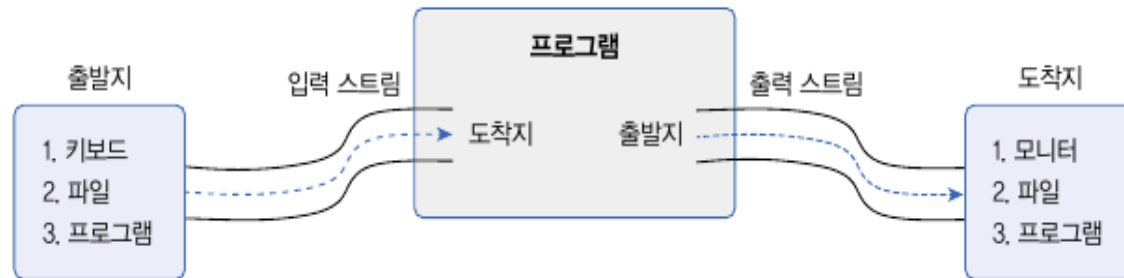 프로그램
출발지
입력 스트림
출력 스트림
도착지
1. 키보드
2. 파일
3. 프로그램
도착지
출발지
1. 모니터
2. 파일
3. 프로그램